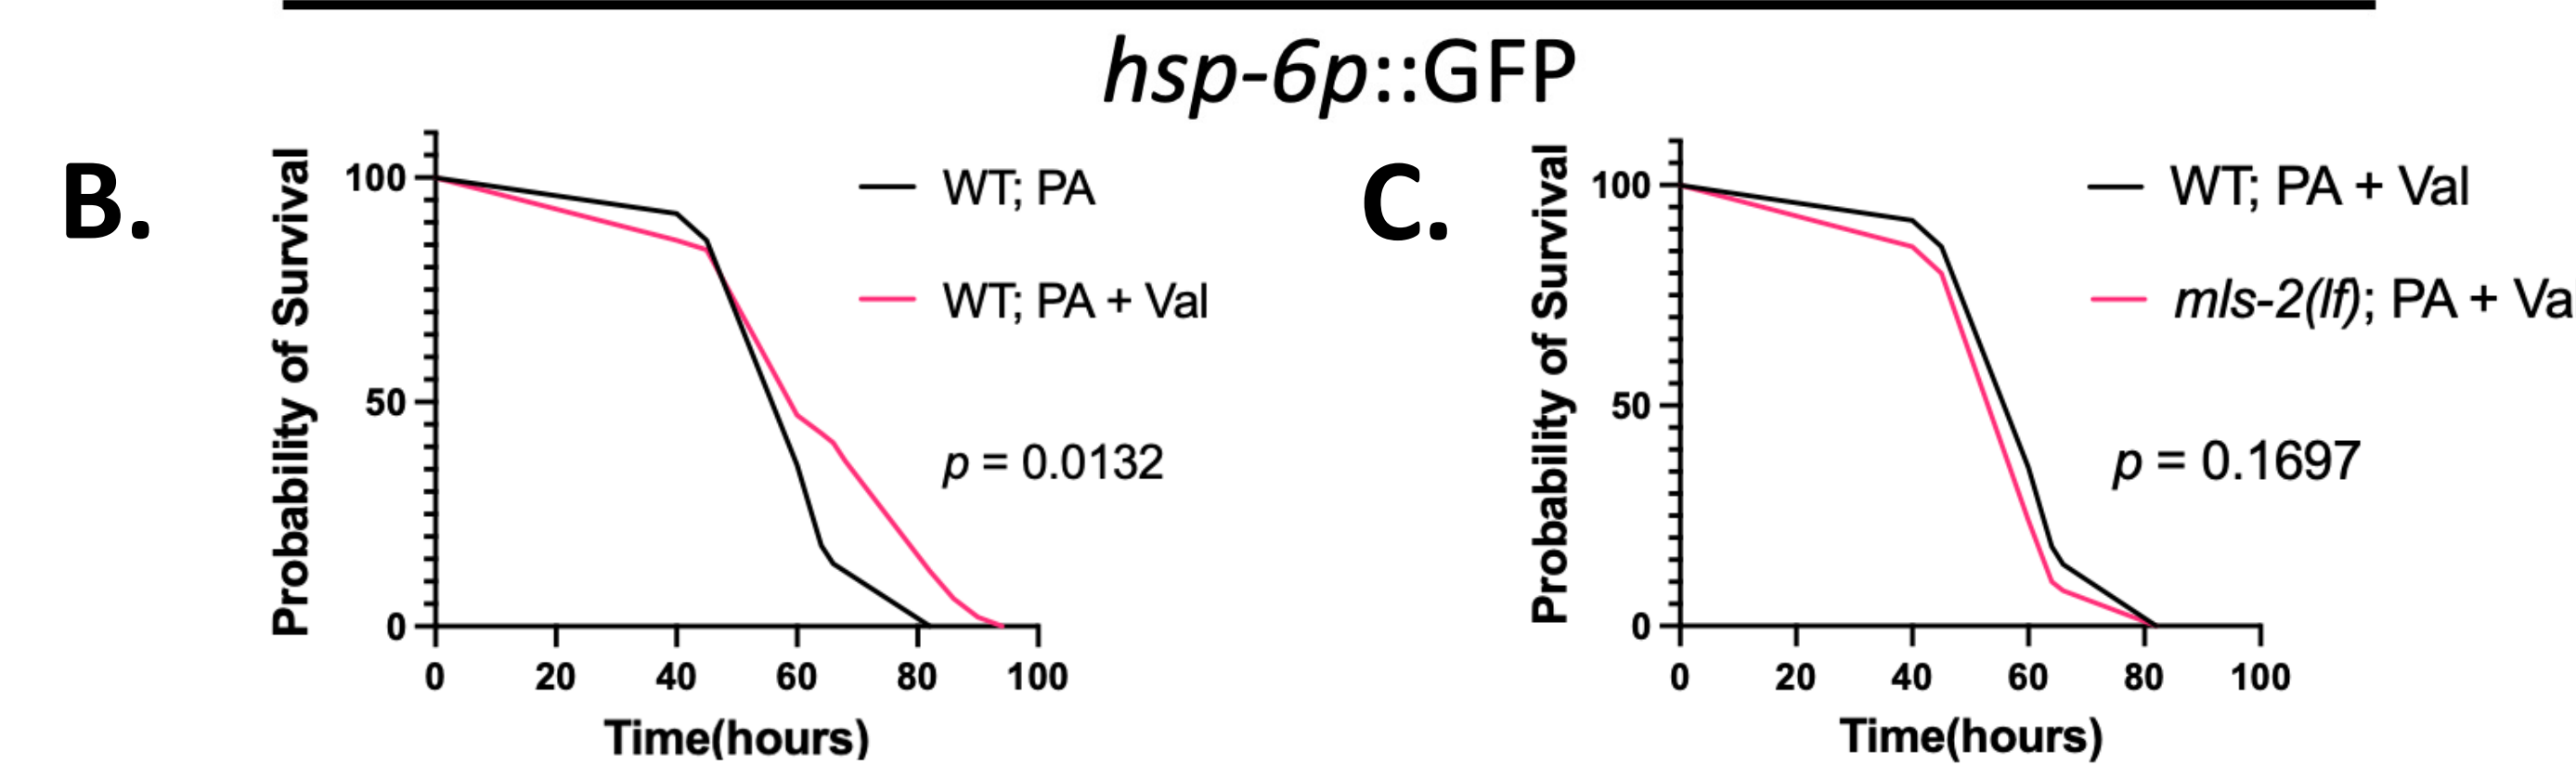 hsp-6p::GFP
B.
Probability of Survival
100
50
0
0 20 40 60 80 100
Time(hours)
WT; PA
WT; PA + Val
p = 0.0132
C.
Probability of Survival
100
50
0
0 20 40 60 80 100
Time(hours)
WT; PA + Val
mls-2(lf); PA + Va
p = 0.1697